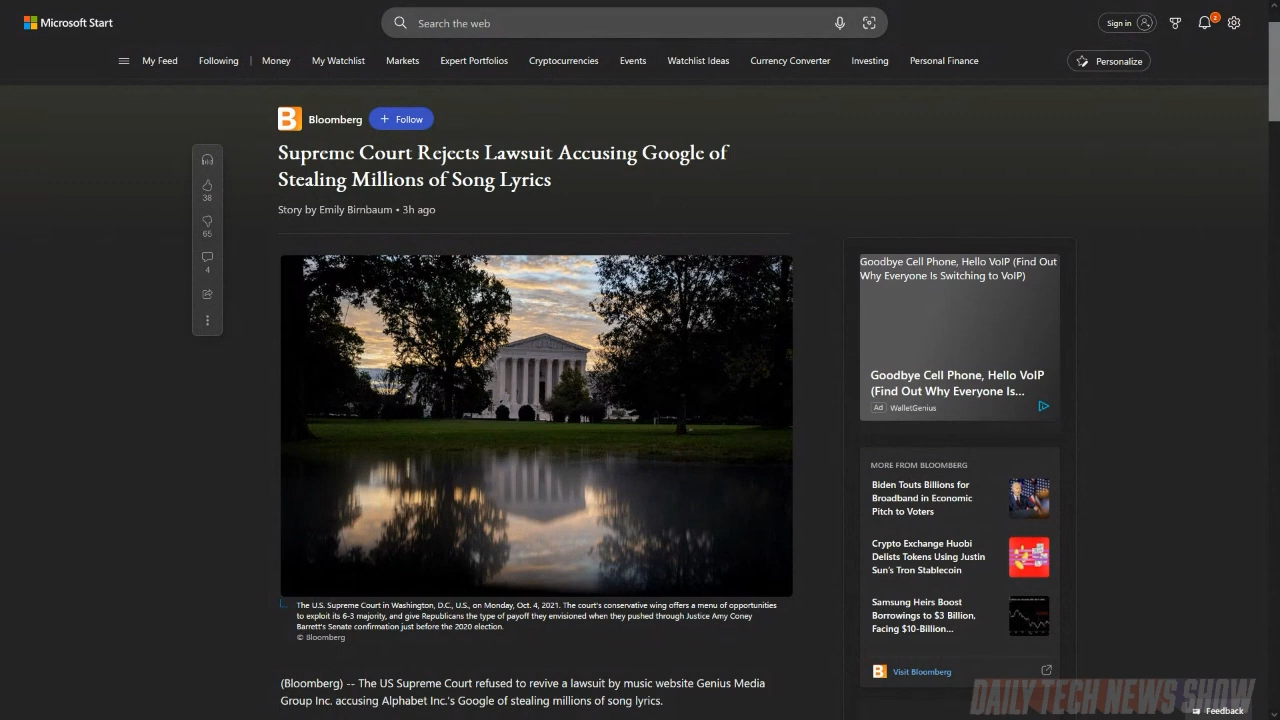 Microsoft Start
Search the web
Sign in
2
My Feed
Following
Money
My Watchlist
Markets
Expert Portfolios
Cryptocurrencies
Events
Watchlist Ideas
Currency Converter
Investing
Personal Finance
Personalize
B
Bloomberg
+ Follow
Supreme Court Rejects Lawsuit Accusing Google of
Stealing Millions of Song Lyrics
Story by Emily Birnbaum • 3h ago
38
65
4
The U.S. Supreme Court in Washington, D.C., U.S., on Monday, Oct. 4, 2021. The court's conservative wing offers a menu of opportunities
to exploit its 6-3 majority, and give Republicans the type of payoff they envisioned when they pushed through Justice Amy Coney
Barrett's Senate confirmation just before the 2020 election.
© Bloomberg
(Bloomberg) -- The US Supreme Court refused to revive a lawsuit by music website Genius Media
Group Inc. accusing Alphabet Inc.'s Google of stealing millions of song lyrics.
Goodbye Cell Phone, Hello VoIP (Find Out
Why Everyone Is Switching to VoIP)
Goodbye Cell Phone, Hello VoIP
(Find Out Why Everyone Is...
Ad WalletGenius
MORE FROM BLOOMBERG
Biden Touts Billions for
Broadband in Economic
Pitch to Voters
Crypto Exchange Huobi
Delists Tokens Using Justin
Sun's Tron Stablecoin
Samsung Heirs Boost
Borrowings to $3 Billion,
Facing $10-Billion...
B
Visit Bloomberg
DAILY TECH NEWS SHOW
Feedback